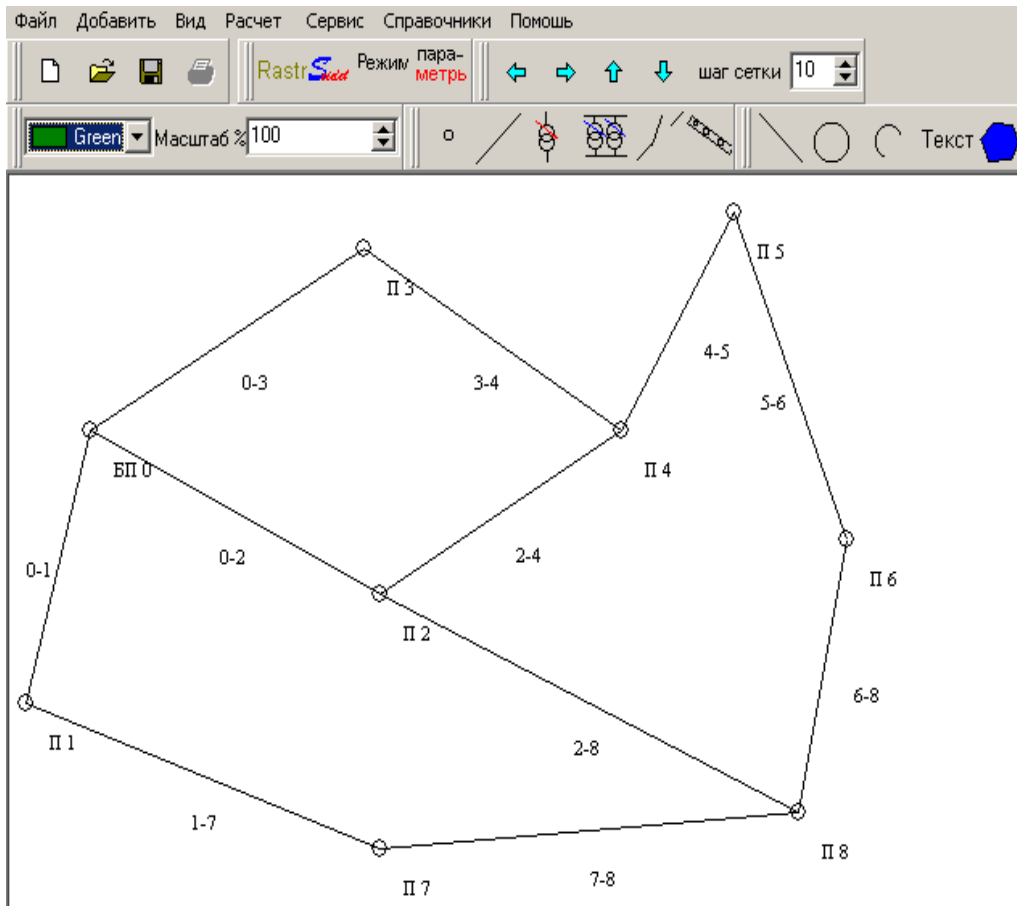 Файл Добавить Вид Расчет Сервис Справочники Помошь
Rastr Режим пара-
метрь шаг сетки 10
Green Масштаб % 100 Текст
П 5
П 3
4-5
0-3 3-4
5-6
БП 0 П 4
0-1 0-2 2-4
П 6
П 2
6-8
П 1 2-8
1-7
П 8
П 7 7-8